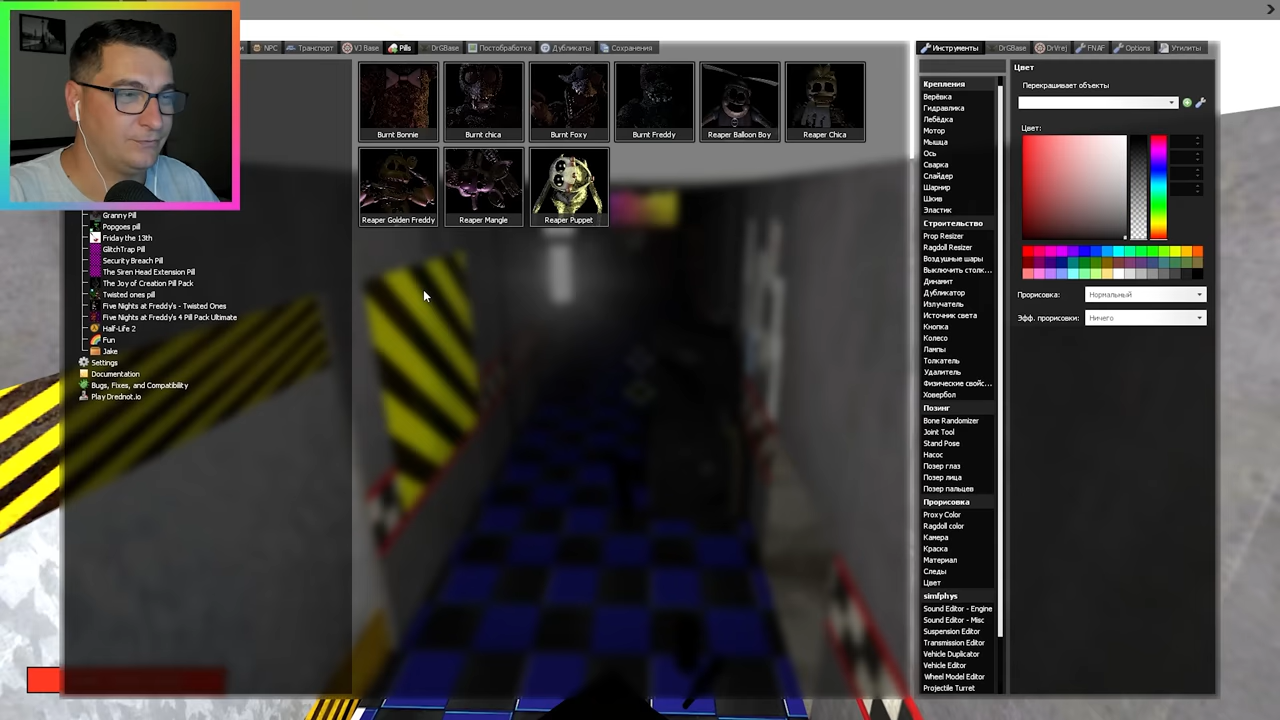 NPC
Транспорт
VJ Base
Pills
DrGBase
Постобработка
Дубликаты
Сохранения
Burnt Bonnie
Burnt chica
Burnt Foxy
Burnt Freddy
Reaper Balloon Boy
Reaper Chica
Reaper Golden Freddy
Reaper Mangle
Reaper Puppet
Granny Pill
Popgoes pill
Friday the 13th
GlitchTrap Pill
Security Breach Pill
The Siren Head Extension Pill
The Joy of Creation Pill Pack
Twisted ones pill
Five Nights at Freddy's - Twisted Ones
Five Nights at Freddy's 4 Pill Pack Ultimate
Half-Life 2
Fun
Jake
Settings
Documentation
Bugs, Fixes, and Compatibility
Play Drednot.io
Инструменты
DrGBase
DrVrej
FNAF
Options
Утилиты
Крепления
Верёвка
Гидравлика
Лебёдка
Мотор
Мышца
Ось
Сварка
Слайдер
Шарнир
Шкив
Эластик
Строительство
Prop Resizer
Ragdoll Resizer
Воздушные шары
Выключить столк...
Динамит
Дубликатор
Излучатель
Источник света
Кнопка
Колесо
Лампы
Толкатель
Удалитель
Физические свойс...
Ховербол
Позинг
Bone Randomizer
Joint Tool
Stand Pose
Насос
Позер глаз
Позер лица
Позер пальцев
Прорисовка
Proxy Color
Ragdoll color
Камера
Краска
Материал
Следы
Цвет
simfphys
Sound Editor - Engine
Sound Editor - Misc
Suspension Editor
Transmission Editor
Vehicle Duplicator
Vehicle Editor
Wheel Model Editor
Projectile Turret
Цвет
Перекрашивает объекты
Цвет:
Прорисовка:
Нормальный
Эфф. прорисовки:
Ничего